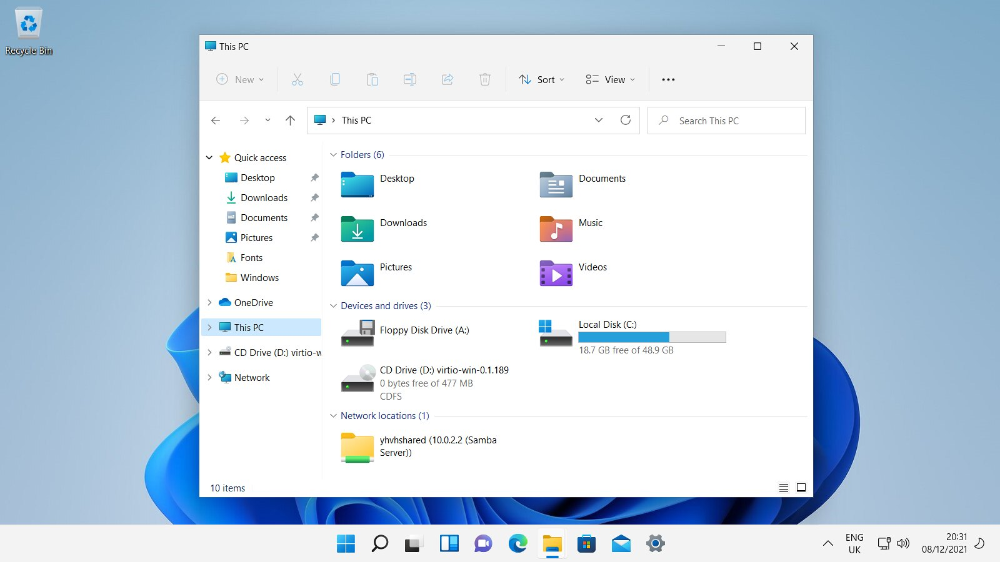 Recycle Bin
This PC
New
Sort
View
This PC
Search This PC
Quick access
Desktop
Downloads
Documents
Pictures
Fonts
Windows
OneDrive
This PC
CD Drive (D:) virtio-w
Network
Folders (6)
Desktop
Documents
Downloads
Music
Pictures
Videos
Devices and drives (3)
Floppy Disk Drive (A:)
Local Disk (C:)
18.7 GB free of 48.9 GB
CD Drive (D:) virtio-win-0.1.189
0 bytes free of 477 MB
CDFS
Network locations (1)
yhvhshared (10.0.2.2 (Samba
Server))
10 items
ENG
UK
20:31
08/12/2021